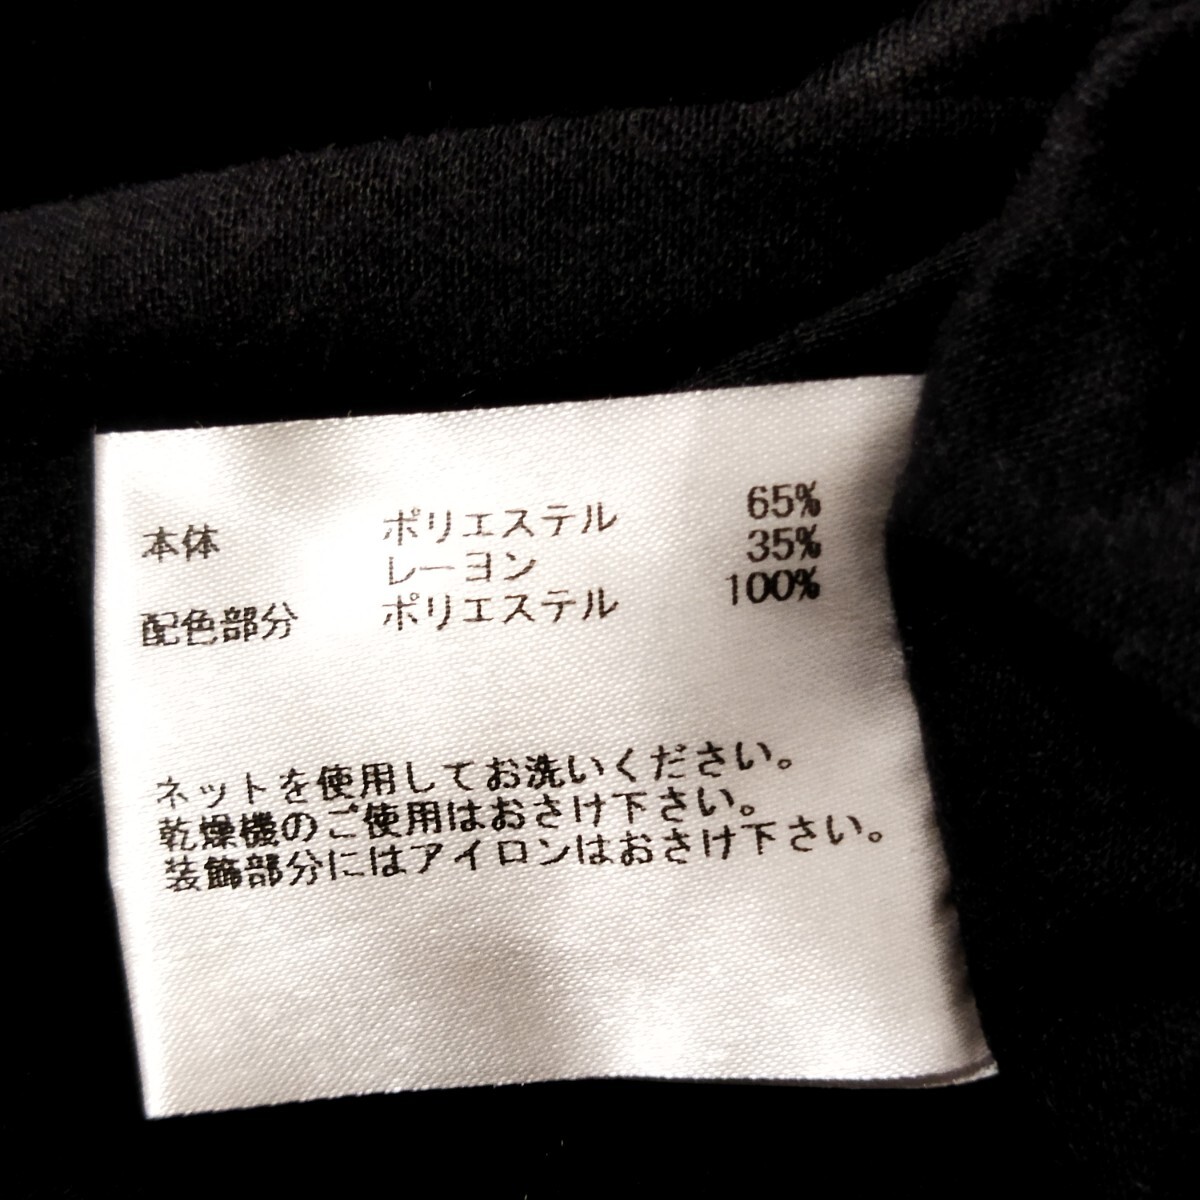 本体 ポリエステル 65%
レーヨン 35%
配色部分 ポリエステル 100%
ネットを使用してお洗いください。
乾燥機のご使用はおさけ下さい。
装飾部分にはアイロンはおさけ下さい。